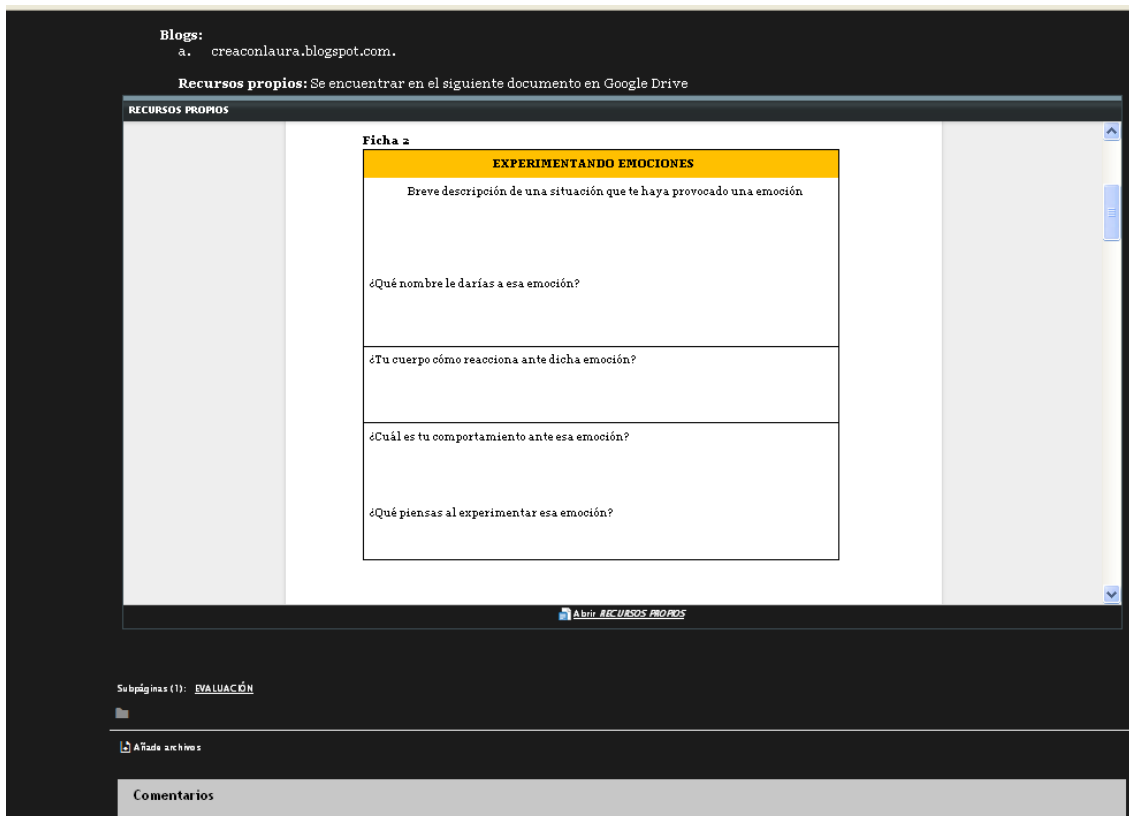 Blogs:
a. creaconlaura.blogspot.com.
Recursos propios: Se encuentrar en el siguiente documento en Google Drive
RECURSOS PROPIOS
Ficha 2
EXPERIMENTANDO EMOCIONES
Breve descripción de una situación que te haya provocado una emoción
¿Qué nombre le darías a esa emoción?
¿Tu cuerpo cómo reacciona ante dicha emoción?
¿Cuál es tu comportamiento ante esa emoción?
¿Qué piensas al experimentar esa emoción?
Abrir RECURSOS PROPIOS
Subpáginas (1): EVALUACIÓN
Añade archivos
Comentarios